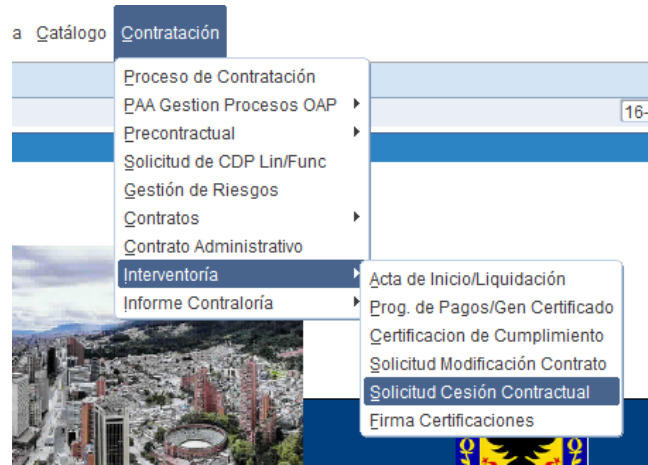 a Catálogo Contratación
Proceso de Contratación
PAA Gestion Procesos OAP
16-
Precontractual
Solicitud de CDP Lin/Func
Gestión de Riesgos
Contratos
Contrato Administrativo
Interventoría
Informe Contraloría
Acta de Inicio/Liquidación
Prog. de Pagos/Gen Certificado
Certificacion de Cumplimiento
Solicitud Modificación Contrato
Solicitud Cesión Contractual
Firma Certificaciones